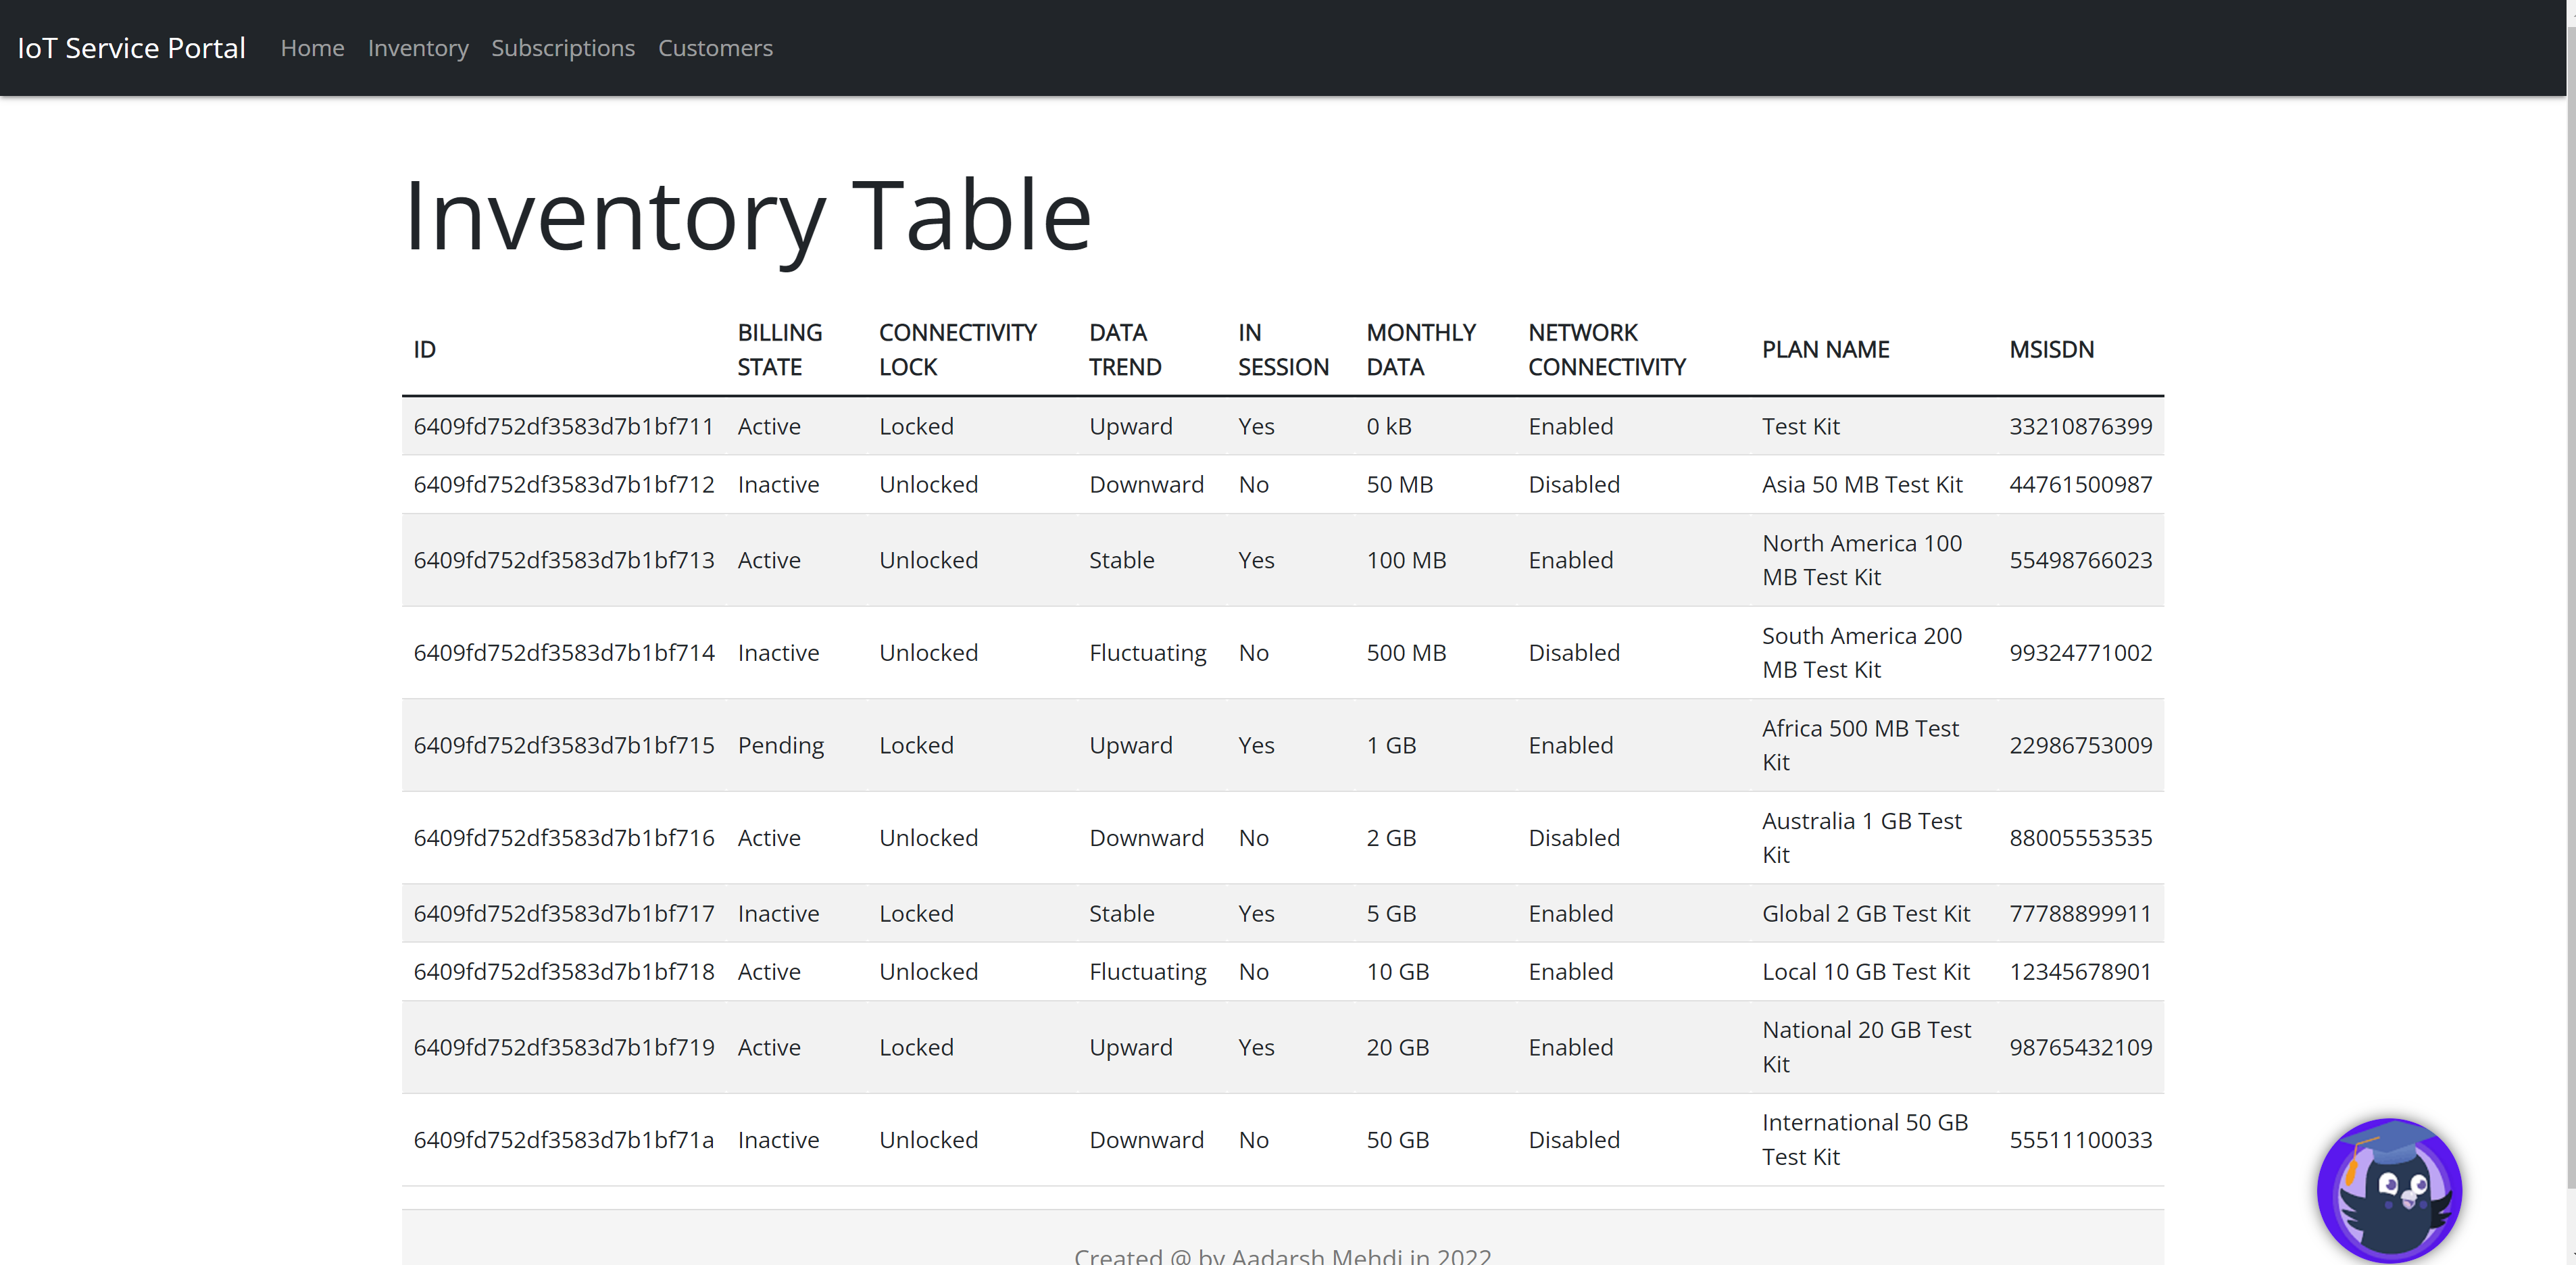 IoT Service Portal Home Inventory Subscriptions Customers
Inventory Table
ID BILLING STATE CONNECTIVITY LOCK DATA TREND IN SESSION MONTHLY DATA NETWORK CONNECTIVITY PLAN NAME MSISDN
6409fd752df3583d7b1bf711 Active Locked Upward Yes 0 kB Enabled Test Kit 33210876399
6409fd752df3583d7b1bf712 Inactive Unlocked Downward No 50 MB Disabled Asia 50 MB Test Kit 44761500987
6409fd752df3583d7b1bf713 Active Unlocked Stable Yes 100 MB Enabled North America 100 MB Test Kit 55498766023
6409fd752df3583d7b1bf714 Inactive Unlocked Fluctuating No 500 MB Disabled South America 200 MB Test Kit 99324771002
6409fd752df3583d7b1bf715 Pending Locked Upward Yes 1 GB Enabled Africa 500 MB Test Kit 22986753009
6409fd752df3583d7b1bf716 Active Unlocked Downward No 2 GB Disabled Australia 1 GB Test Kit 88005553535
6409fd752df3583d7b1bf717 Inactive Locked Stable Yes 5 GB Enabled Global 2 GB Test Kit 77788899911
6409fd752df3583d7b1bf718 Active Unlocked Fluctuating No 10 GB Enabled Local 10 GB Test Kit 12345678901
6409fd752df3583d7b1bf719 Active Locked Upward Yes 20 GB Enabled National 20 GB Test Kit 98765432109
6409fd752df3583d7b1bf71a Inactive Unlocked Downward No 50 GB Disabled International 50 GB Test Kit 55511100033
Created @ by Aadarsh Mehdi in 2022